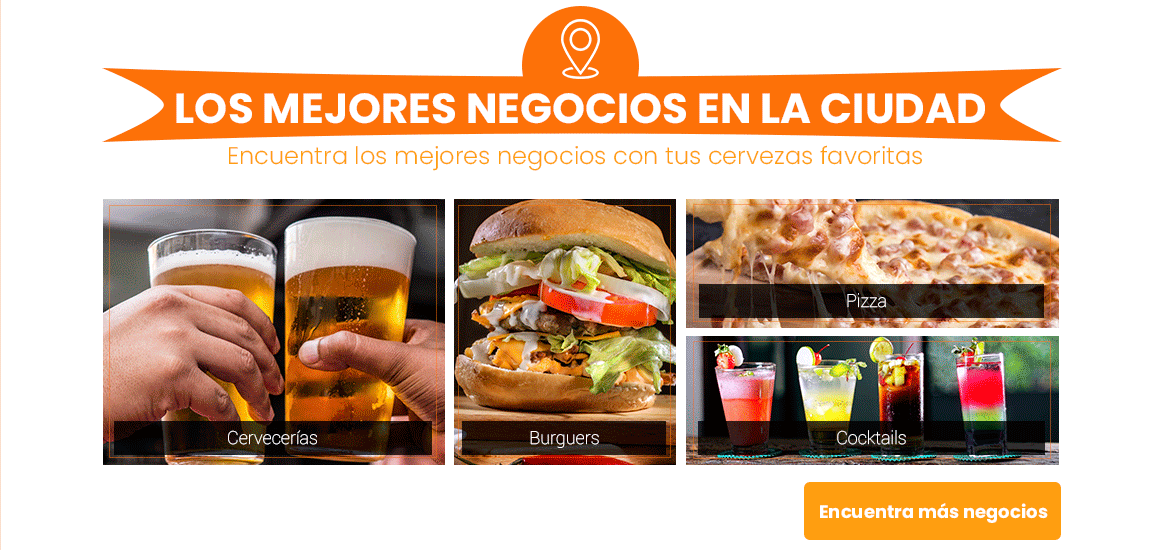 LOS MEJORES NEGOCIOS EN LA CIUDAD
Encuentra los mejores negocios con tus cervezas favoritas
Pizza
Cervecerías
Burguers
Cocktails
Encuentra más negocios